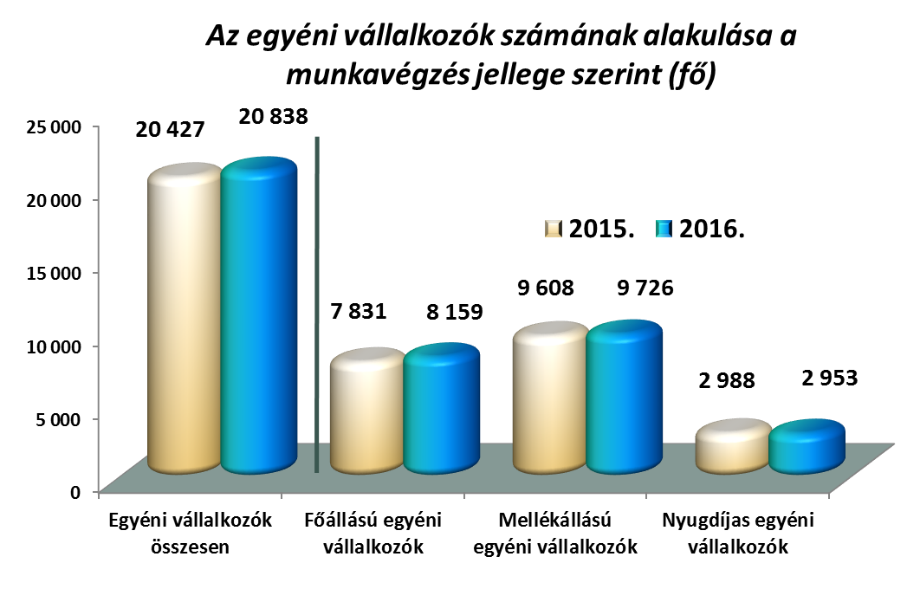 Az egyéni vállalkozók számának alakulása a
munkavégzés jellege szerint (fő)
25 000
20 000
15 000
10 000
5 000
0
20 427
20 838
7 831
8 159
9 608
9 726
2 988
2 953
2015.
2016.
Egyéni vállalkozók
összesen
Főállású egyéni
vállalkozók
Mellékállású
egyéni vállalkozók
Nyugdíjas egyéni
vállalkozók